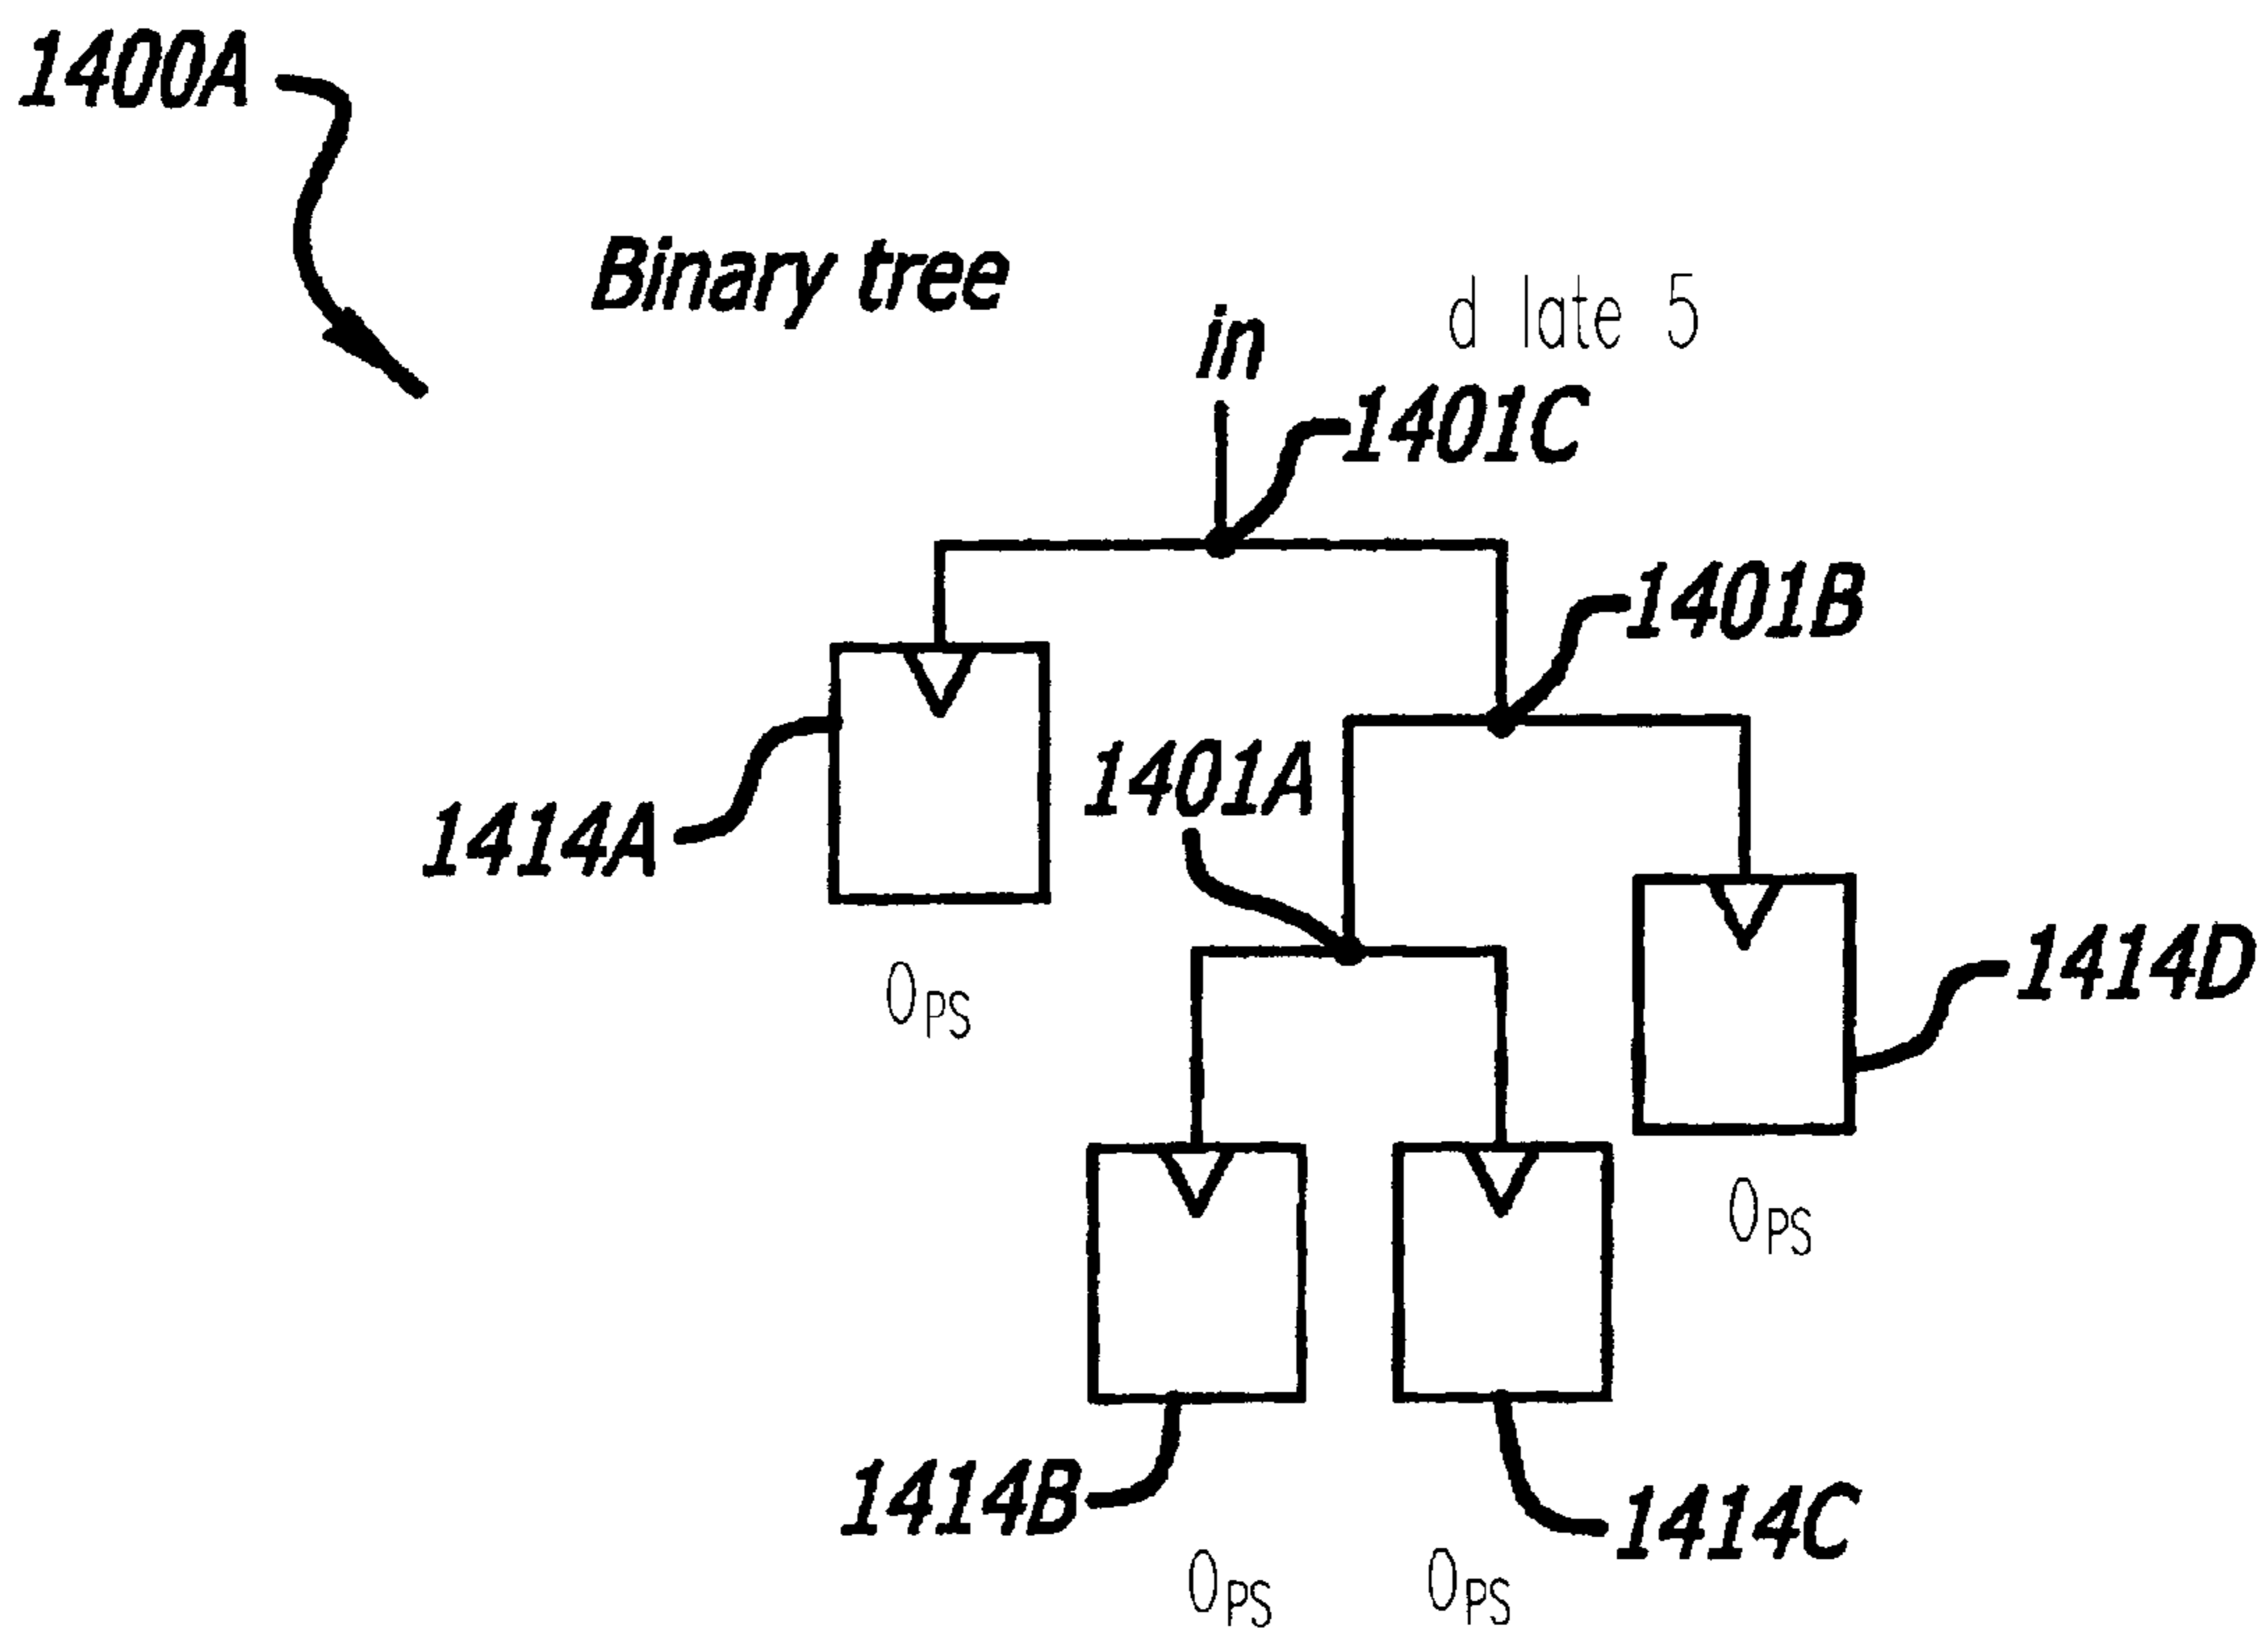 1400A
Binary tree
in
d late 5
1401C
1401B
1401A
1414A
1414D
0PS
0PS
1414B
1414C
0PS
0PS